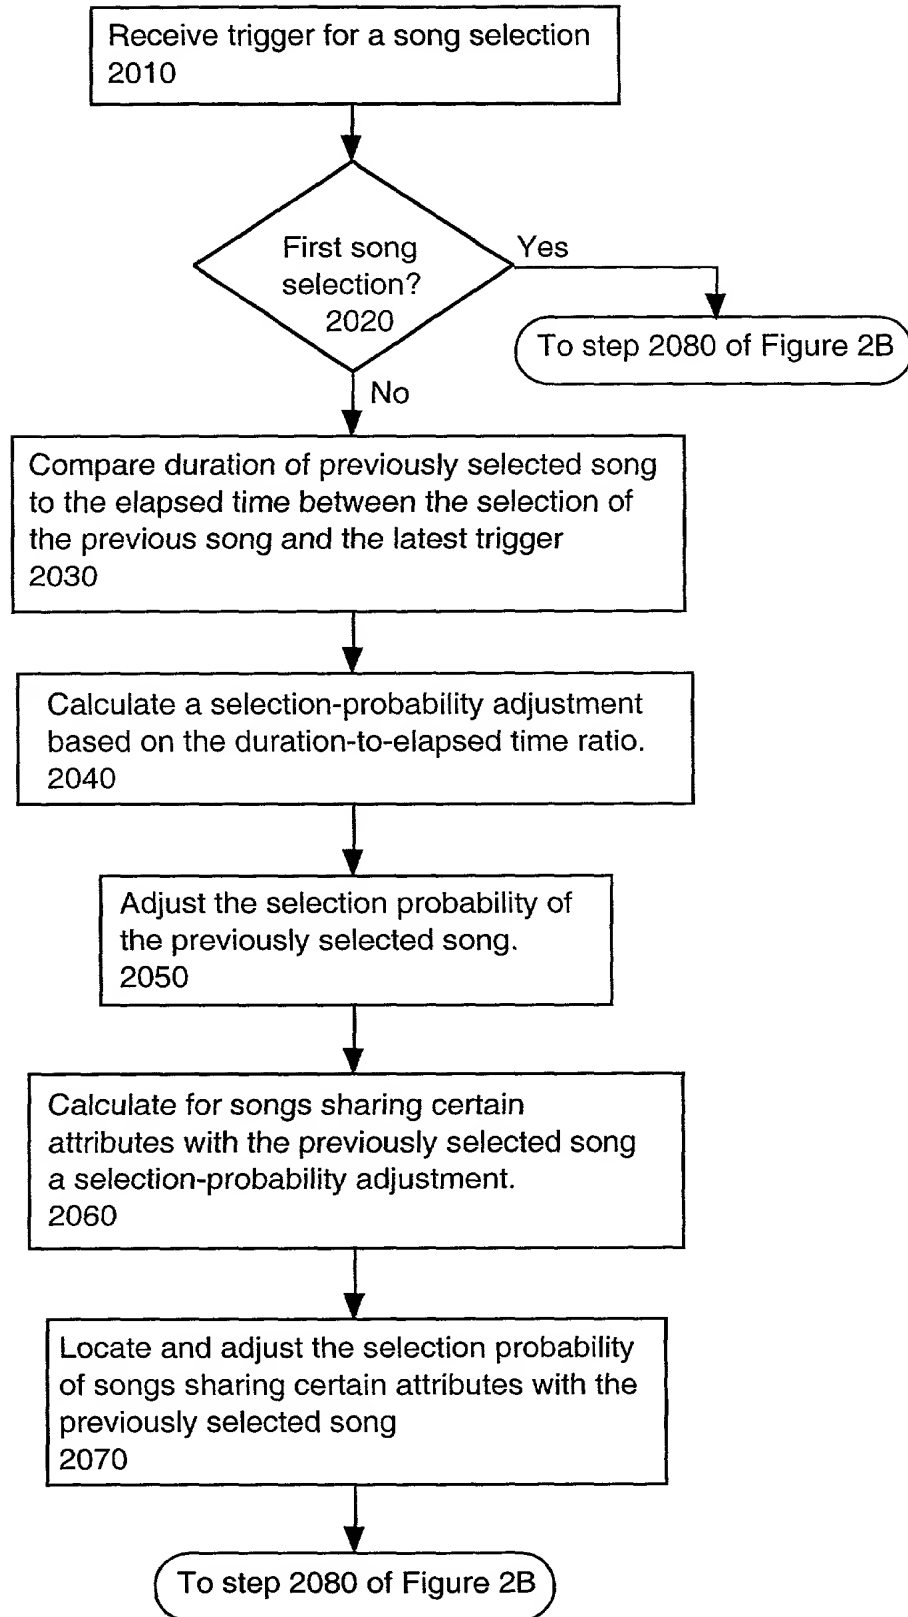 Receive trigger for a song selection
2010
First song
selection?
2020
Yes
To step 2080 of Figure 2B
No
Compare duration of previously selected song
to the elapsed time between the selection of
the previous song and the latest trigger
2030
Calculate a selection-probability adjustment
based on the duration-to-elapsed time ratio.
2040
Adjust the selection probability of
the previously selected song.
2050
Calculate for songs sharing certain
attributes with the previously selected song
a selection-probability adjustment.
2060
Locate and adjust the selection probability
of songs sharing certain attributes with the
previously selected song
2070
To step 2080 of Figure 2B